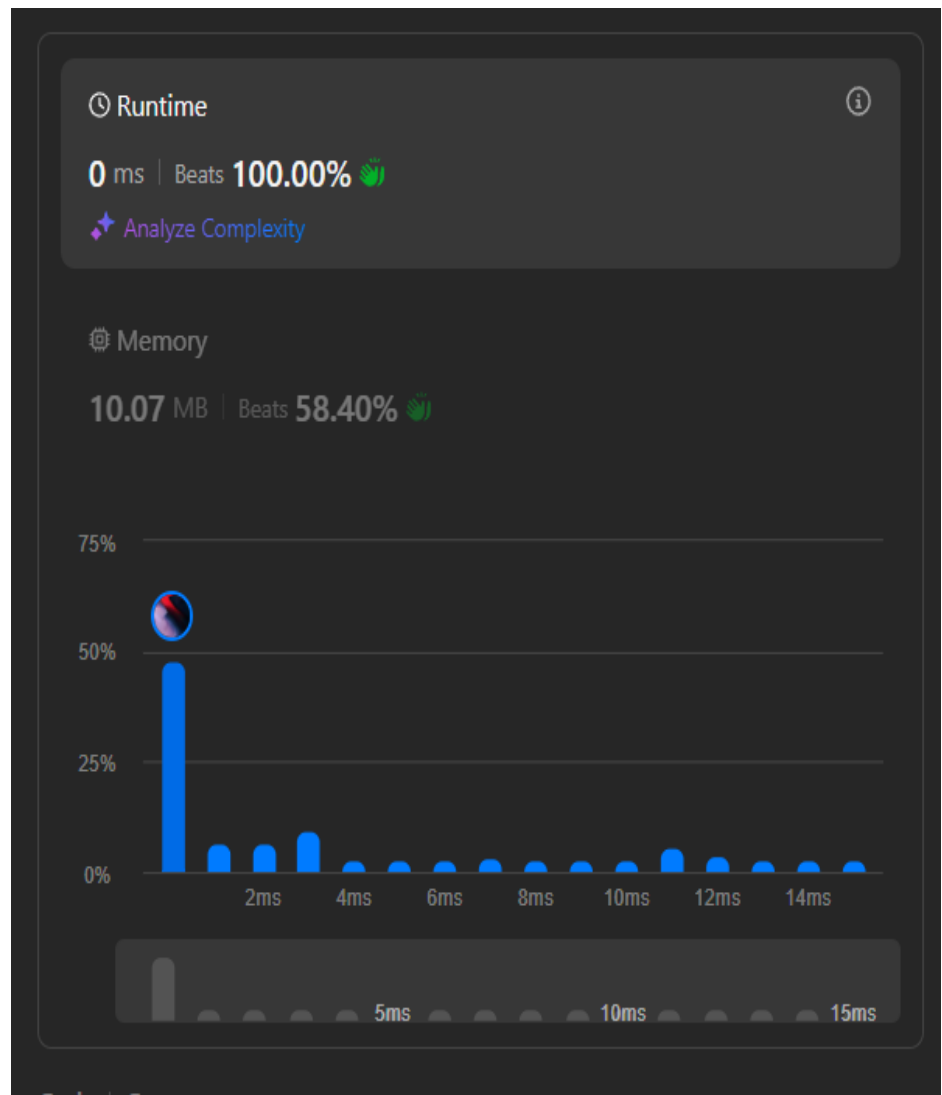 Runtime
0 ms | Beats 100.00%
Analyze Complexity
Memory
10.07 MB | Beats 58.40%
75%
50%
25%
0%
2ms 4ms 6ms 8ms 10ms 12ms 14ms
5ms 10ms 15ms